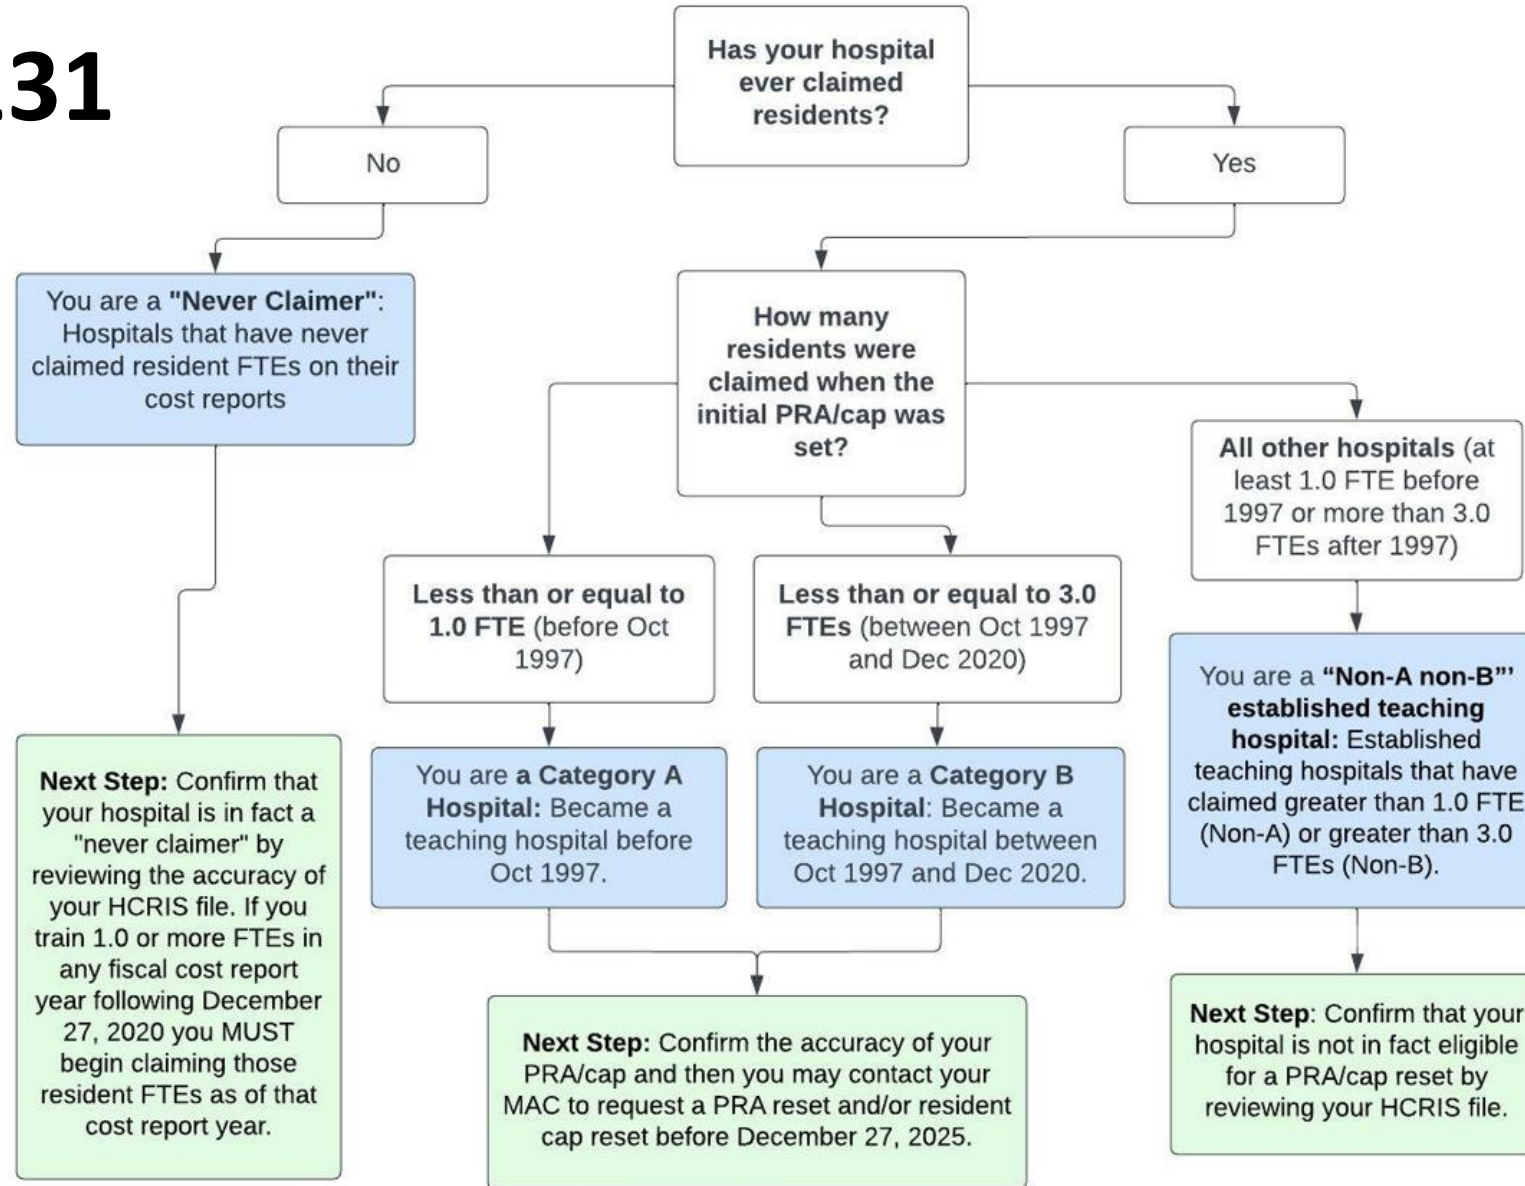 .31
Has your hospital
ever claimed
residents?
No
Yes
You are a "Never Claimer":
Hospitals that have never
claimed resident FTEs on their
cost reports
How many
residents were
claimed when the
initial PRA/cap was
set?
All other hospitals (at
least 1.0 FTE before
1997 or more than 3.0
FTEs after 1997)
Less than or equal to
1.0 FTE (before Oct
1997)
Less than or equal to 3.0
FTEs (between Oct 1997
and Dec 2020)
You are a “Non-A non-B”'
established teaching
hospital: Established
teaching hospitals that have
claimed greater than 1.0 FTE
(Non-A) or greater than 3.0
FTEs (Non-B).
Next Step: Confirm that
your hospital is in fact a
"never claimer" by
reviewing the accuracy of
your HCRIS file. If you
train 1.0 or more FTEs in
any fiscal cost report
year following December
27, 2020 you MUST
begin claiming those
resident FTEs as of that
cost report year.
You are a Category A
Hospital: Became a
teaching hospital before
Oct 1997.
You are a Category B
Hospital: Became a
teaching hospital between
Oct 1997 and Dec 2020.
Next Step: Confirm the accuracy of your
PRA/cap and then you may contact your
MAC to request a PRA reset and/or resident
cap reset before December 27, 2025.
Next Step: Confirm that your
hospital is not in fact eligible
for a PRA/cap reset by
reviewing your HCRIS file.